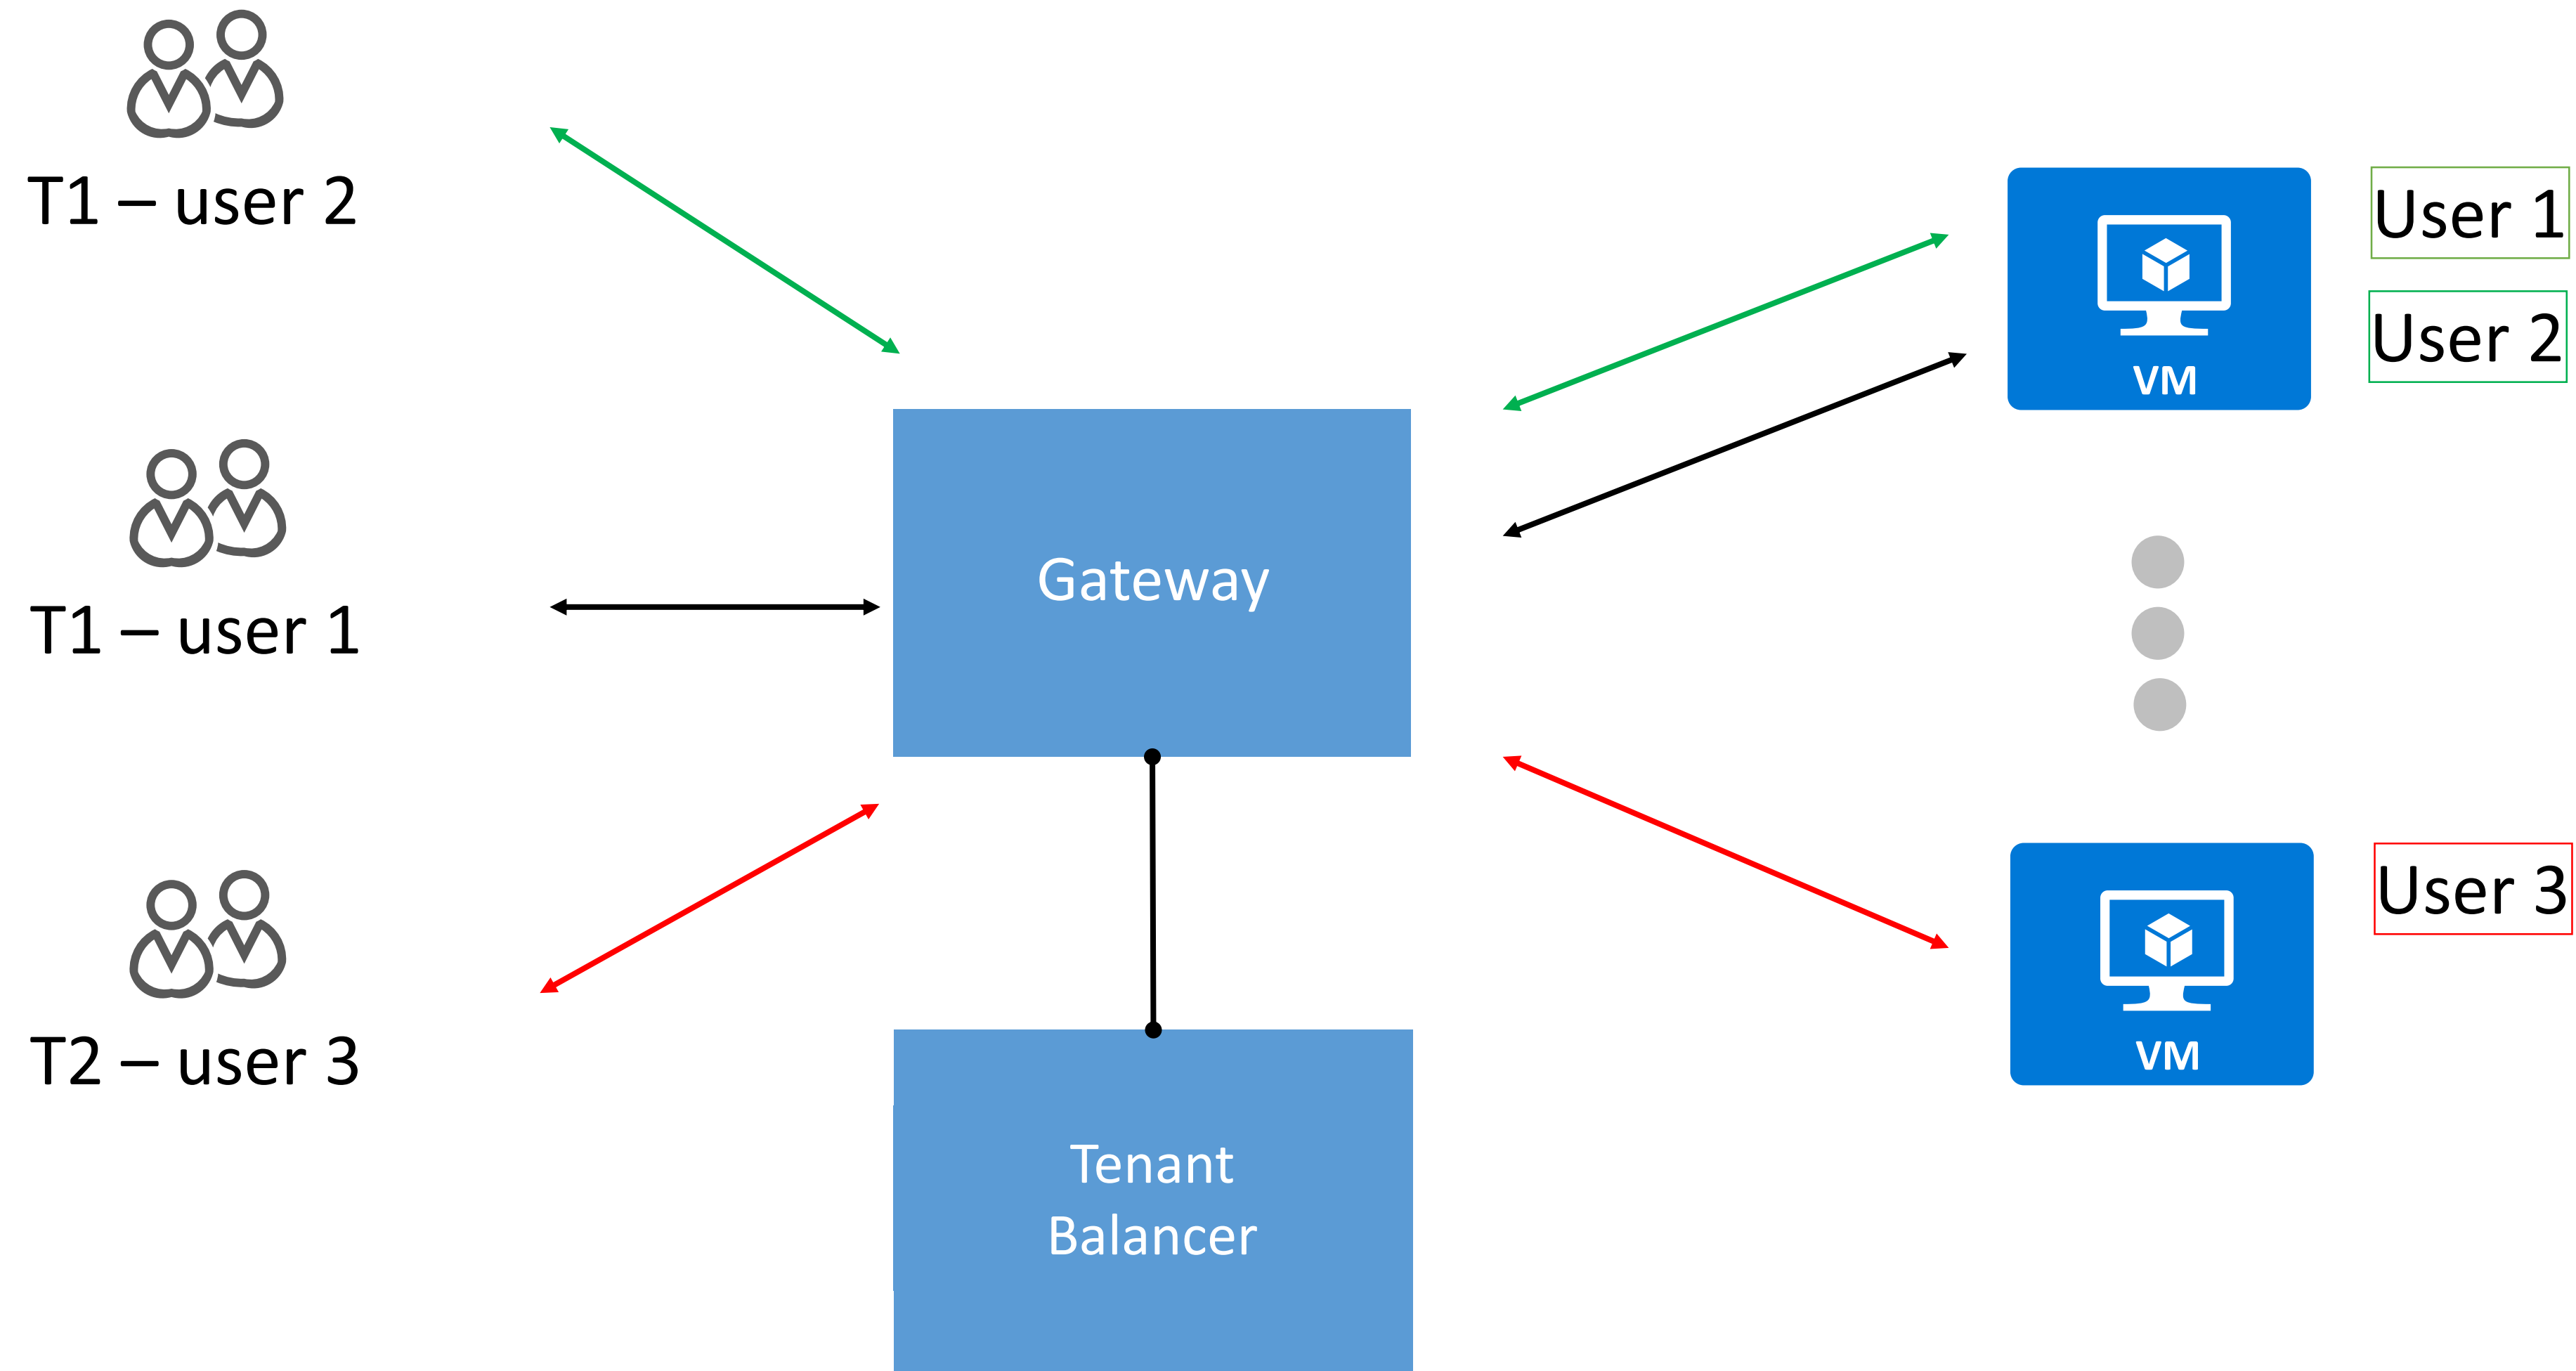 T1 – user 2
T1 – user 1
T2 – user 3
Gateway
Tenant
Balancer
VM
User 1
User 2
VM
User 3